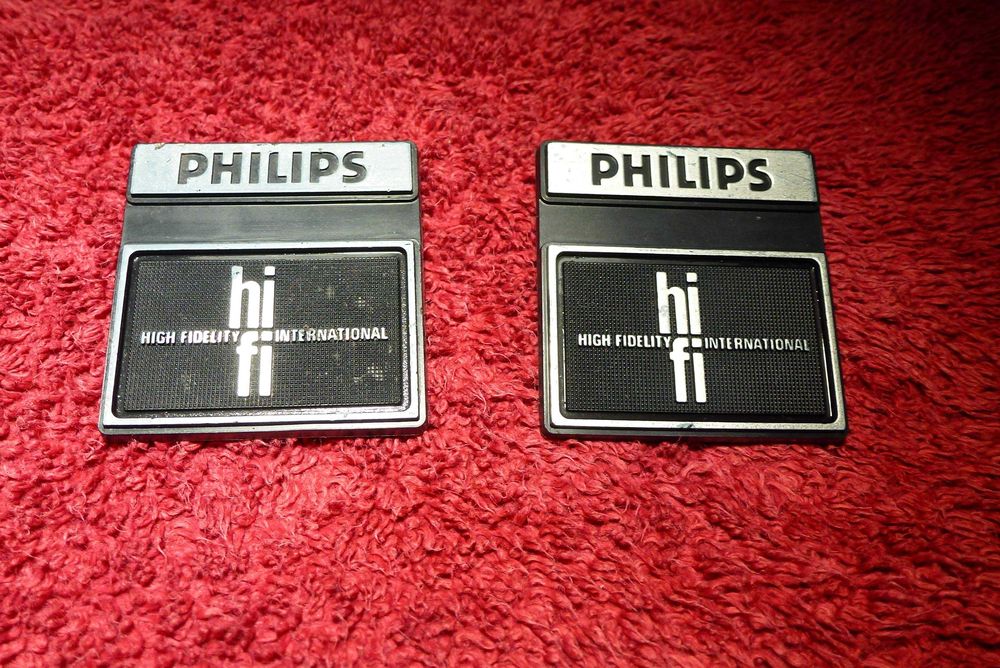 PHILIPS
hi
HIGH FIDELITY INTERNATIONAL
fi
PHILIPS
hi
HIGH FIDELITY INTERNATIONAL
fi